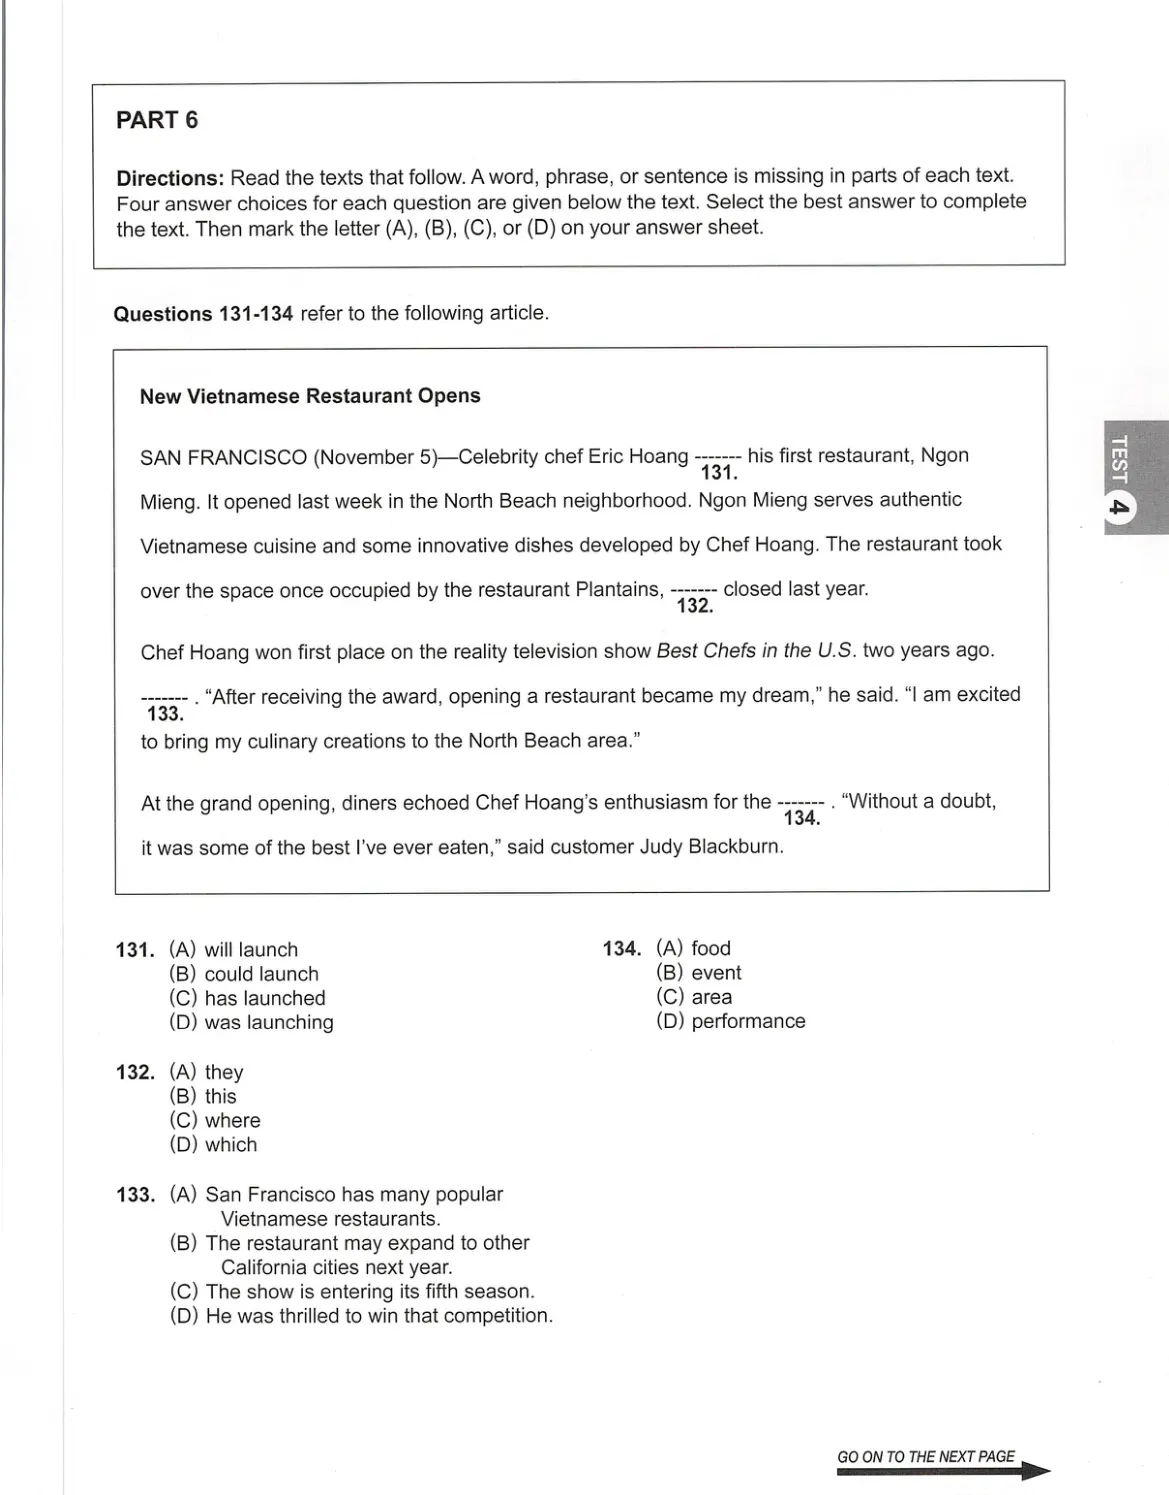 PART 6
Directions: Read the texts that follow. A word, phrase, or sentence is missing in parts of each text.
Four answer choices for each question are given below the text. Select the best answer to complete
the text. Then mark the letter (A), (B), (C), or (D) on your answer sheet.
Questions 131-134 refer to the following article.
New Vietnamese Restaurant Opens
SAN FRANCISCO (November 5)—Celebrity chef Eric Hoang ------- his first restaurant, Ngon
131.
Mieng. It opened last week in the North Beach neighborhood. Ngon Mieng serves authentic
Vietnamese cuisine and some innovative dishes developed by Chef Hoang. The restaurant took
over the space once occupied by the restaurant Plantains, ------- closed last year.
132.
Chef Hoang won first place on the reality television show Best Chefs in the U.S. two years ago.
------- . “After receiving the award, opening a restaurant became my dream,” he said. “I am excited
133.
to bring my culinary creations to the North Beach area.”
At the grand opening, diners echoed Chef Hoang’s enthusiasm for the ------- . “Without a doubt,
134.
it was some of the best I’ve ever eaten,” said customer Judy Blackburn.
131. (A) will launch
(B) could launch
(C) has launched
(D) was launching
132. (A) they
(B) this
(C) where
(D) which
133. (A) San Francisco has many popular
Vietnamese restaurants.
(B) The restaurant may expand to other
California cities next year.
(C) The show is entering its fifth season.
(D) He was thrilled to win that competition.
134. (A) food
(B) event
(C) area
(D) performance
TEST 4
GO ON TO THE NEXT PAGE